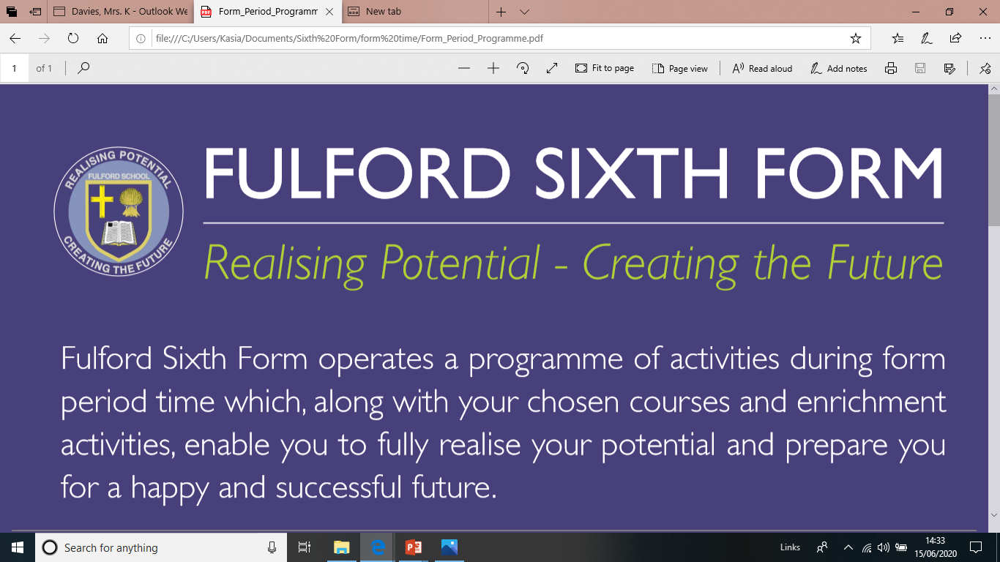 Davies, Mrs. K - Outlook We
Form_Period_Programm
New tab
file:///C:/Users/Kasia/Documents/Sixth%20Form/form%20time/Form_Period_Programme.pdf
1 of 1
Fit to page
Page view
Read aloud
Add notes
REALISING POTENTIAL
FULFORD SCHOOL
CREATING THE FUTURE
FULFORD SIXTH FORM
Realising Potential - Creating the Future
Fulford Sixth Form operates a programme of activities during form
period time which, along with your chosen courses and enrichment
activities, enable you to fully realise your potential and prepare you
for a happy and successful future.
Search for anything
Links
14:33
15/06/2020